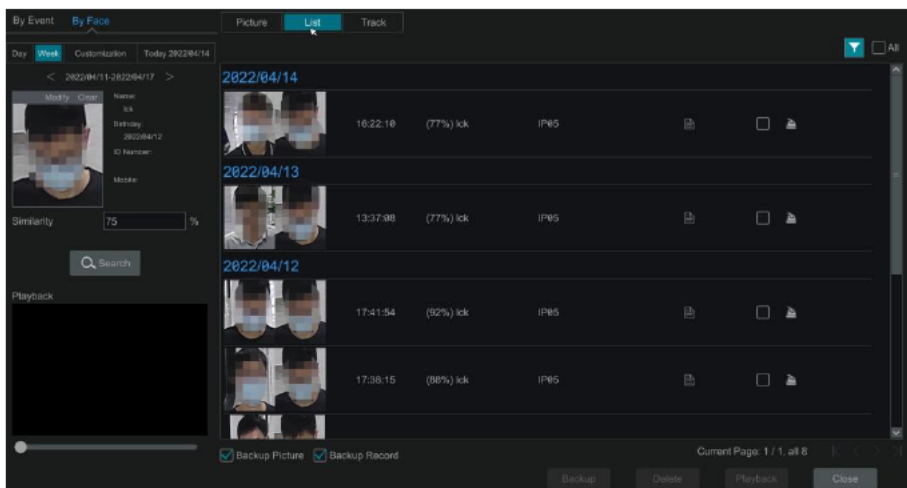 By Event By Face
Picture List Track
Day Week Customization Today 2022/04/14
All
< 2022/04/11-2022/04/17 >
Modify Clear
Name:
lck
Birthday:
2022/04/12
ID Number:
Mobile:
Similarity 75 %
Search
Playback
2022/04/14
16:22:10 (77%) lck IP05
2022/04/13
13:37:08 (77%) lck IP05
2022/04/12
17:41:54 (92%) lck IP05
17:38:15 (88%) lck IP05
Backup Picture Backup Record
Current Page: 1 / 1, all 8
Backup Delete Playback Close